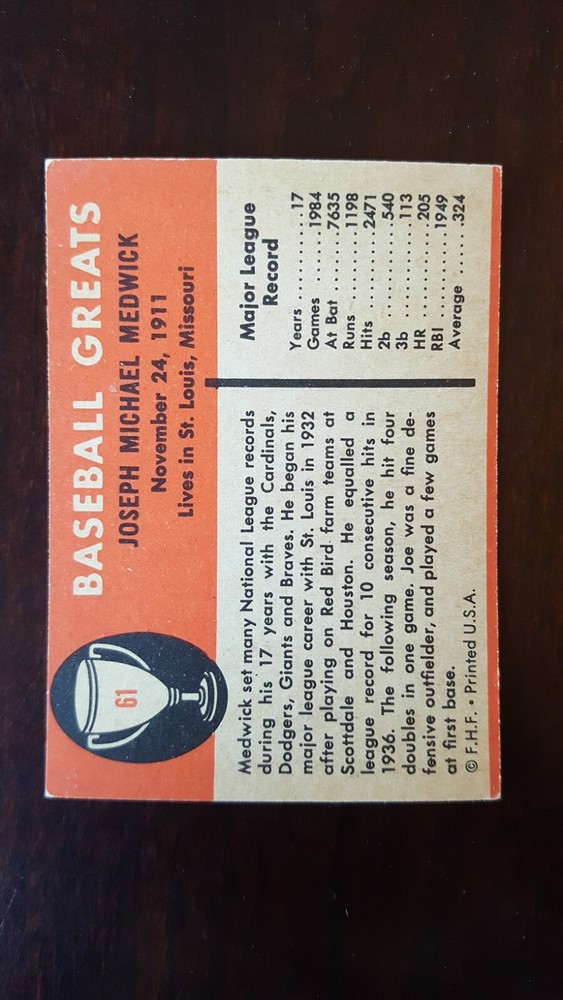 61
BASEBALL GREATS
JOSEPH MICHAEL MEDWICK
November 24, 1911
Lives in St. Louis, Missouri
Medwick set many National League records
during his 17 years with the Cardinals,
Dodgers, Giants and Braves. He began his
major league career with St. Louis in 1932
after playing on Red Bird farm teams at
Scottdale and Houston. He equalled a
league record for 10 consecutive hits in
1936. The following season, he hit four
doubles in one game. Joe was a fine de-
fensive outfielder, and played a few games
at first base.
© F.H.F. • Printed U.S.A.
Major League
Record
Years ...........17
Games ......1984
At Bat .......7635
Runs ........1198
Hits .........2471
2b ...........540
3b ...........113
HR ..........205
RBI .........1949
Average .....324